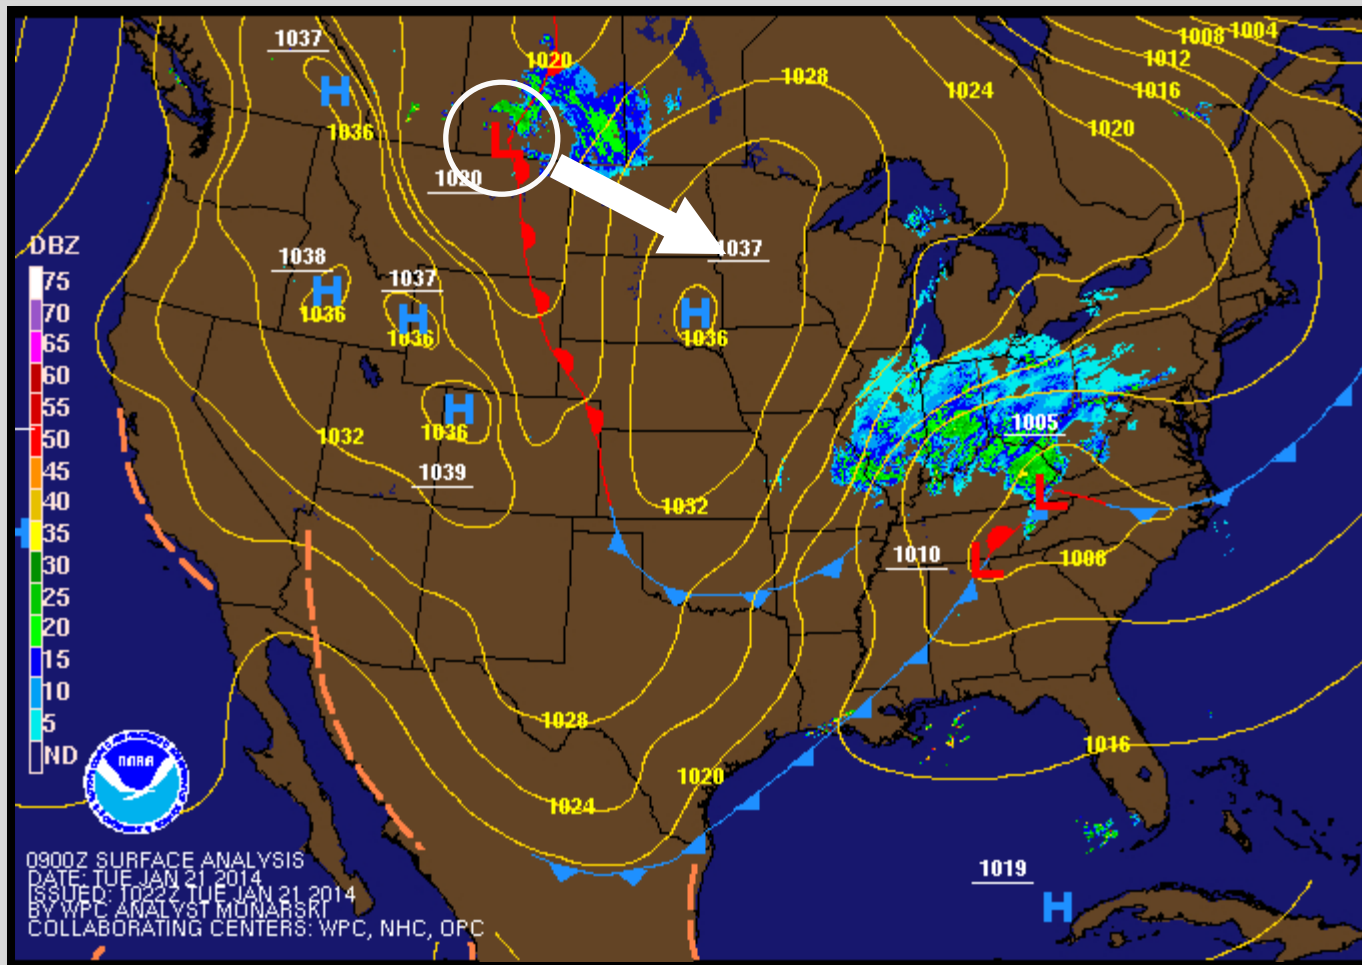 1008
1004
1037
1020
1012
1028
1024
1016
1036
1020
1020
DBZ
1038
1037
1037
75
70
65
60
55
50
45
40
35
30
25
20
15
10
5
ND
1036
1036
1036
1036
1005
1032
1039
1032
1010
1008
1028
1016
1020
1024
NOAA
0900Z SURFACE ANALYSIS
DATE: TUE JAN 21 2014
ISSUED: 1022Z TUE JAN 21 2014
BY WPC ANALYST MONARSKI
COLLABORATING CENTERS: WPC, NHC, OPC
1019
H
H
H
H
H
H
L
L
L